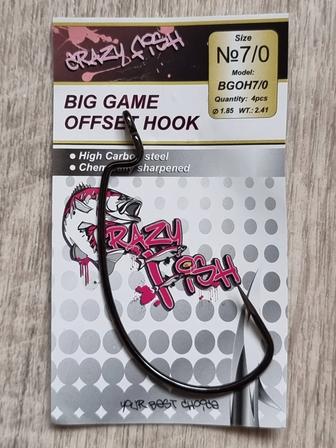 CRAZY FISH
Size
№7/0
Model:
BGOH7/0
Quantity: 4pcs
Ø 1.85 WT.: 2.41
BIG GAME
OFFSET HOOK
High Carbon steel
Chemically sharpened
CRAZY
FISH
YOUR BEST CHOICE